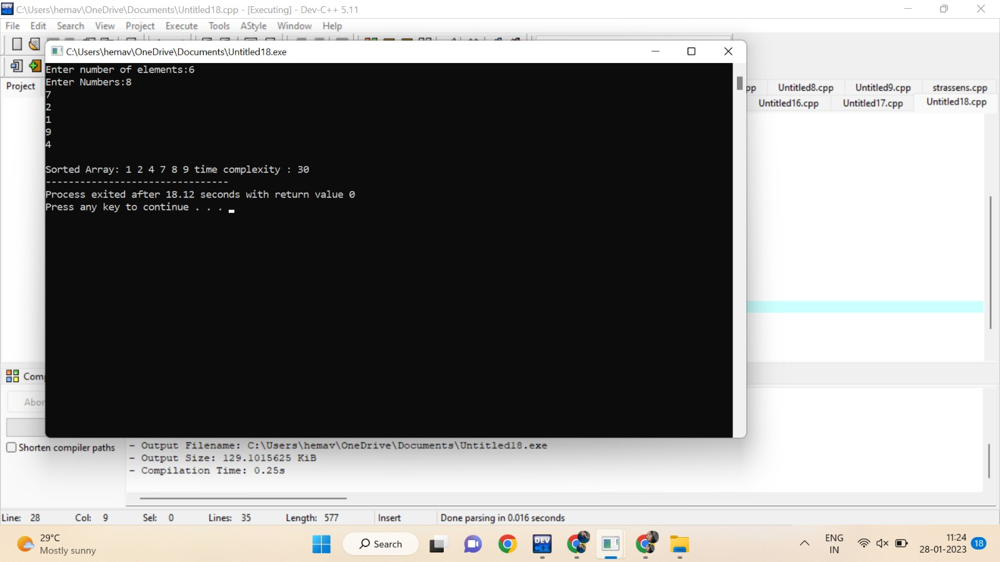 C:\Users\hemav\OneDrive\Documents\Untitled18.cpp - [Executing] - Dev-C++ 5.11
File Edit Search View Project Execute Tools AStyle Window Help
C:\Users\hemav\OneDrive\Documents\Untitled18.exe
Enter number of elements:6
Enter Numbers:8
7
2
1
9
4
Sorted Array: 1 2 4 7 8 9 time complexity : 30
--------------------------------
Process exited after 18.12 seconds with return value 0
Press any key to continue . . .
Project
pp Untitled8.cpp Untitled9.cpp strassens.cpp
Untitled16.cpp Untitled17.cpp Untitled18.cpp
Comp
Abor
Shorten compiler paths
- Output Filename: C:\Users\hemav\OneDrive\Documents\Untitled18.exe
- Output Size: 129.1015625 KiB
- Compilation Time: 0.25s
Line: 28 Col: 9 Sel: 0 Lines: 35 Length: 577 Insert Done parsing in 0.016 seconds
29°C
Mostly sunny
Search
DEV
ENG
IN
11:24
28-01-2023
18